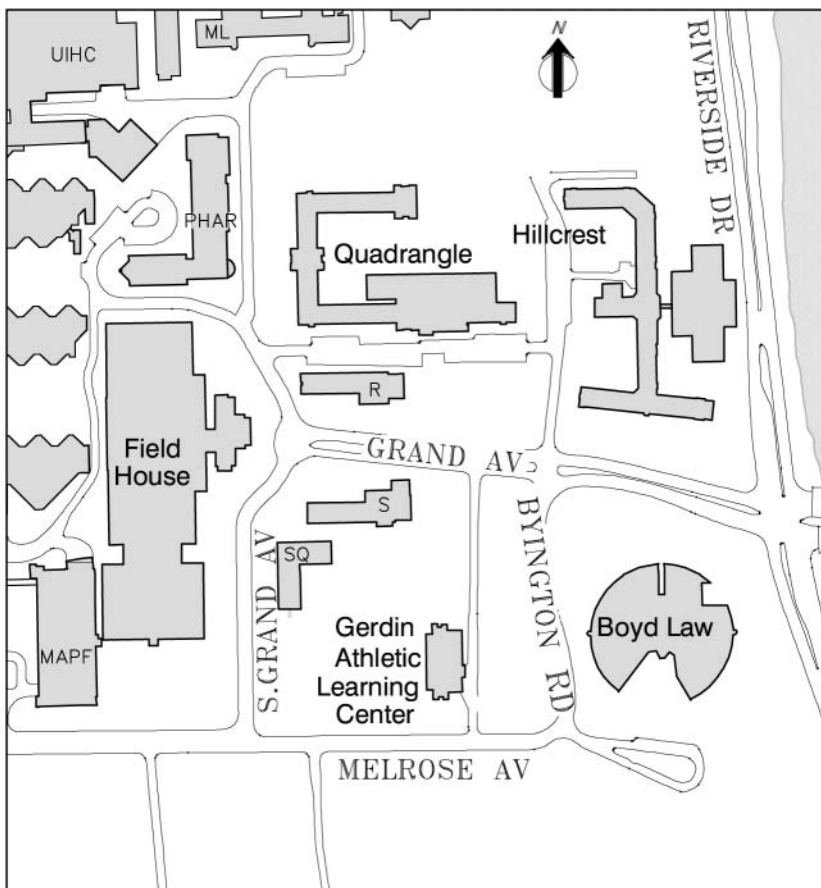 UIHC
ML
N
RIVERSIDE DR
PHAR
Quadrangle
Hillcrest
R
Field
House
GRAND AV
S
SQ
S.GRAND AV
BYINGTON RD
MAPF
Gerdin
Athletic
Learning
Center
Boyd Law
MELROSE AV